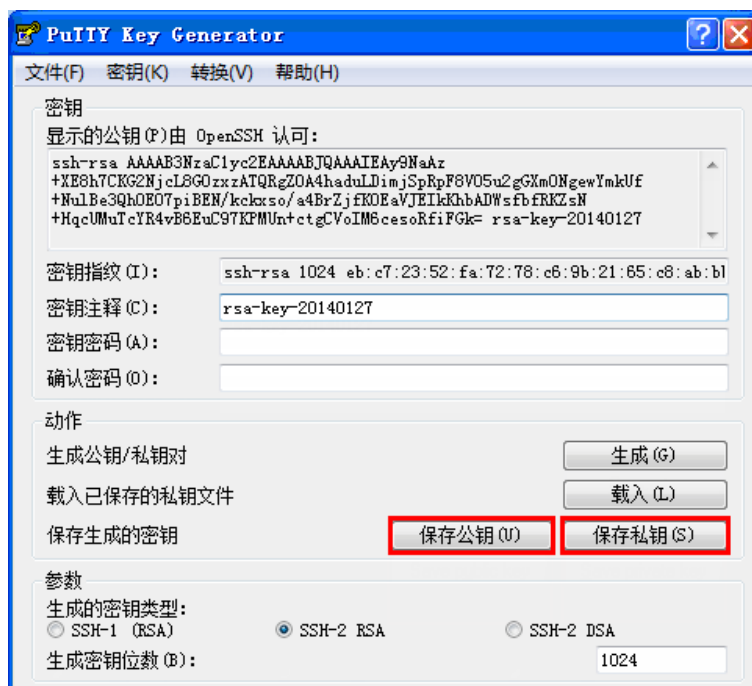 PuTTY Key Generator
文件(F) 密钥(K) 转换(V) 帮助(H)
密钥
显示的公钥(P)由 OpenSSH 认可:
ssh-rsa AAAAB3NzaC1yc2EAAAABJQAAAIEAy9NaAz
+XE8h7CKG2NjcL8GOzxzATQRgZOA4haduLDimjSpRpF8VO5u2gGXmONgewYmkUf
+NulBe3QhOEO7piBEN/kckxso/a4BrZjfKOEaVJEIkKhbADWsfbfRKZsN
+HqcUMuTcYR4vB6EuC97KPMUn+ctgCVoIM6cesoRfiFGk= rsa-key-20140127
密钥指纹(I): ssh-rsa 1024 eb:c7:23:52:fa:72:78:c6:9b:21:65:c8:ab:bl
密钥注释(C): rsa-key-20140127
密钥密码(A):
确认密码(O):
动作
生成公钥/私钥对 生成(G)
载入已保存的私钥文件 载入(L)
保存生成的密钥 保存公钥(U) 保存私钥(S)
参数
生成的密钥类型:
SSH-1 (RSA) SSH-2 RSA SSH-2 DSA
生成密钥位数(B): 1024